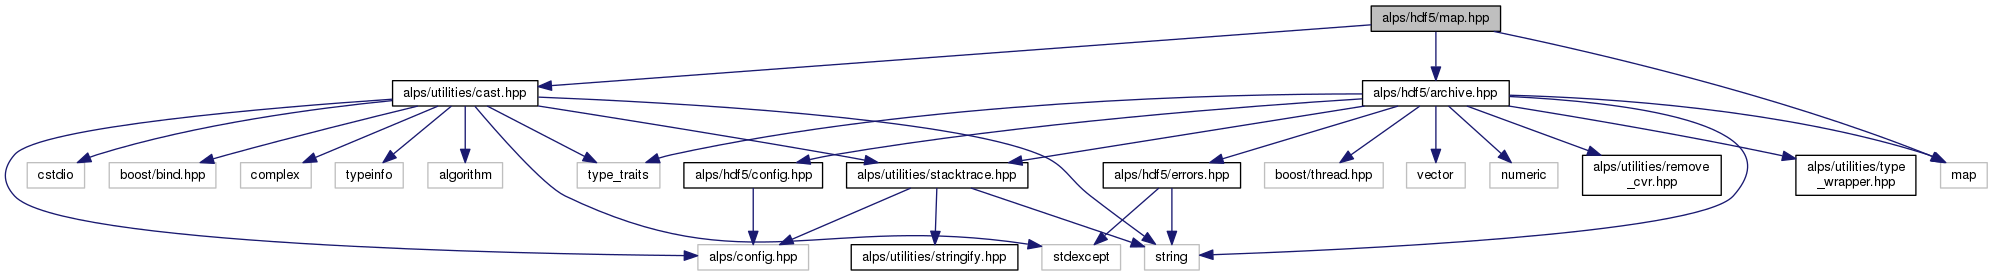 alps/hdf5/map.hpp
alps/utilities/cast.hpp
alps/hdf5/archive.hpp
cstdio
boost/bind.hpp
complex
typeinfo
algorithm
type_traits
alps/hdf5/config.hpp
alps/utilities/stacktrace.hpp
alps/hdf5/errors.hpp
boost/thread.hpp
vector
numeric
alps/utilities/remove
_cvr.hpp
alps/utilities/type
_wrapper.hpp
map
alps/config.hpp
alps/utilities/stringify.hpp
stdexcept
string